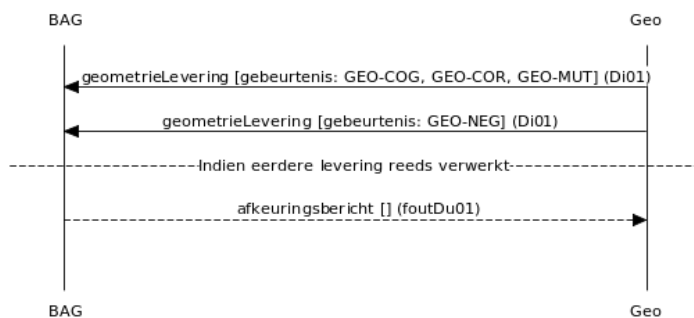 BAG Geo
geometrieLevering [gebeurtenis: GEO-COG, GEO-COR, GEO-MUT] (Di01)
geometrieLevering [gebeurtenis: GEO-NEG] (Di01)
Indien eerdere levering reeds verwerkt
afkeuringsbericht [] (foutDu01)
BAG Geo